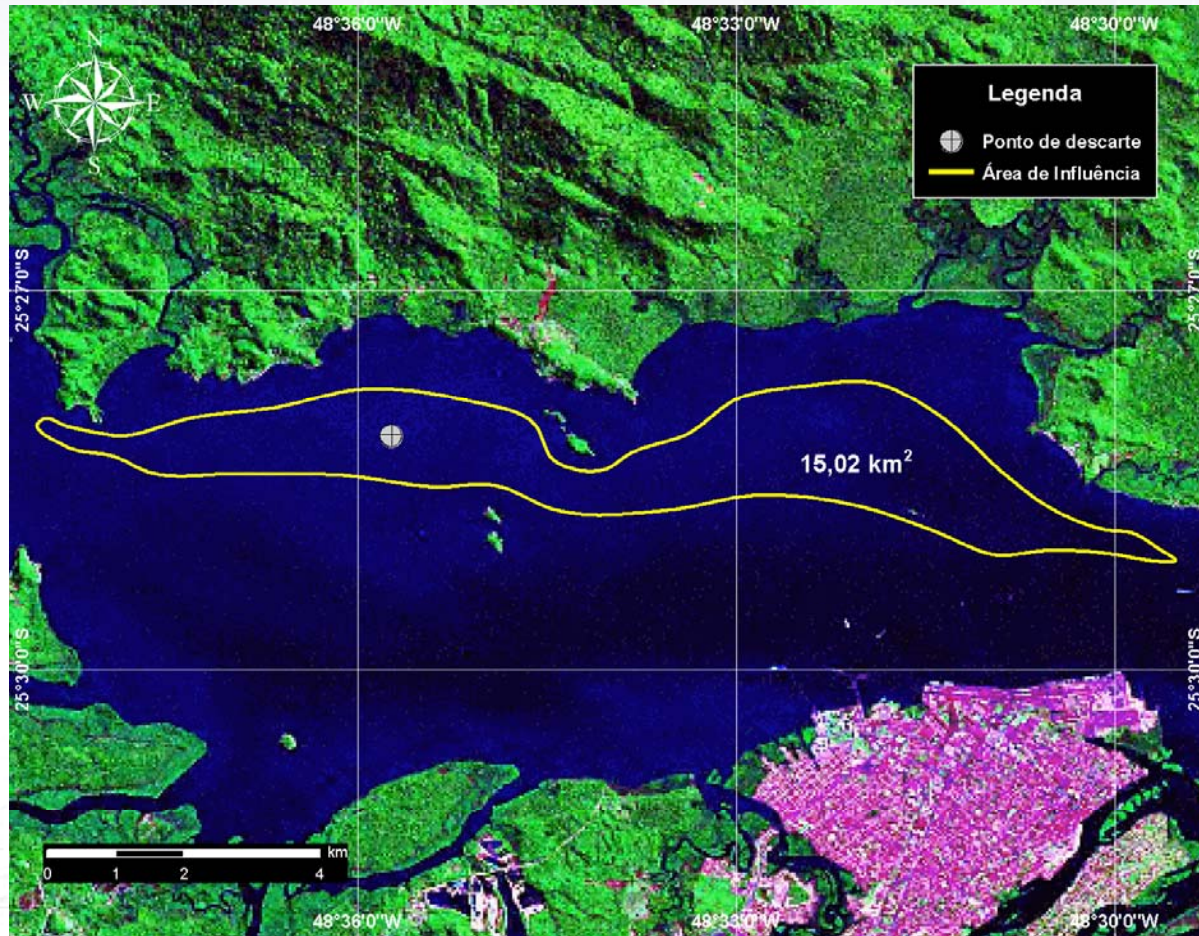 48°36'0"W
48°33'0"W
48°30'0"W
N
W
E
S
Legenda
Ponto de descarte
Área de Influência
25°27'0"S
25°27'0"S
15,02 km²
25°30'0"S
25°30'0"S
km
0 1 2 4
48°36'0"W
48°33'0"W
48°30'0"W